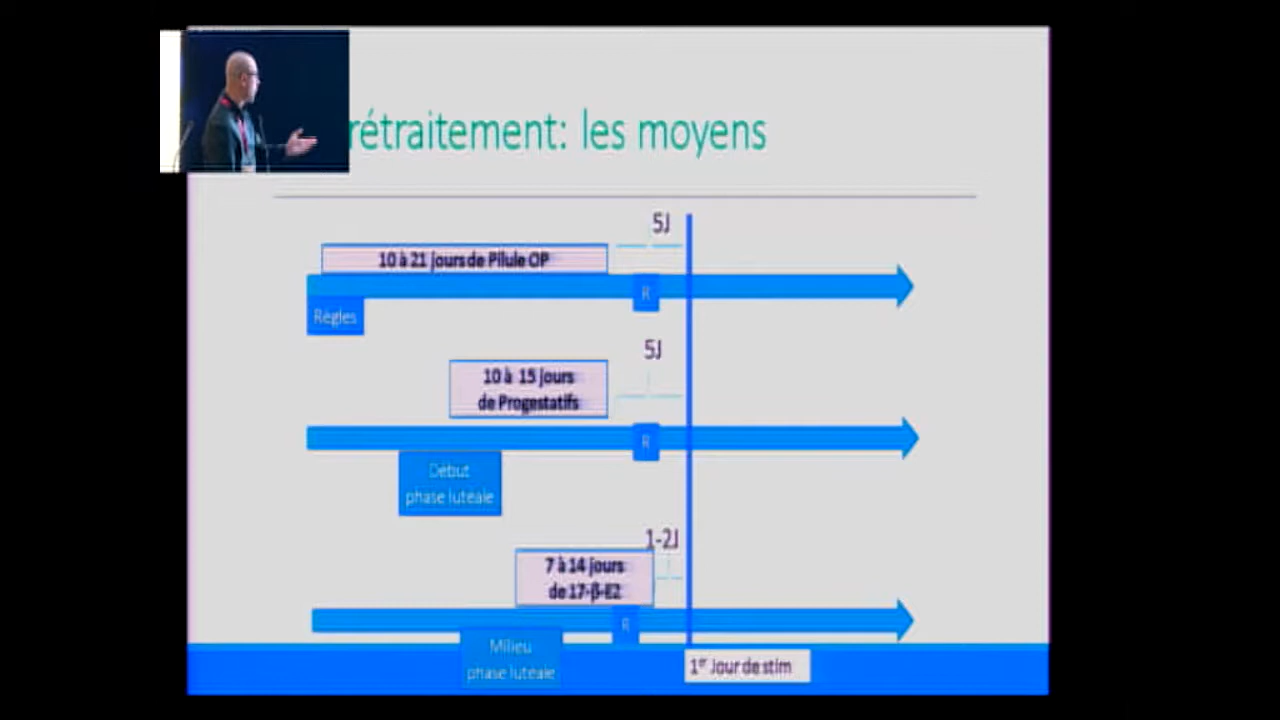 rétraitement: les moyens
5J
10 à 21 jours de Pilule OP
R
Règles
5J
10 à 15 jours
de Progestatifs
R
Début
phase lutéale
1-2J
7 à 14 jours
de 17-β-E2
R
Milieu
phase lutéale
1er Jour de stim